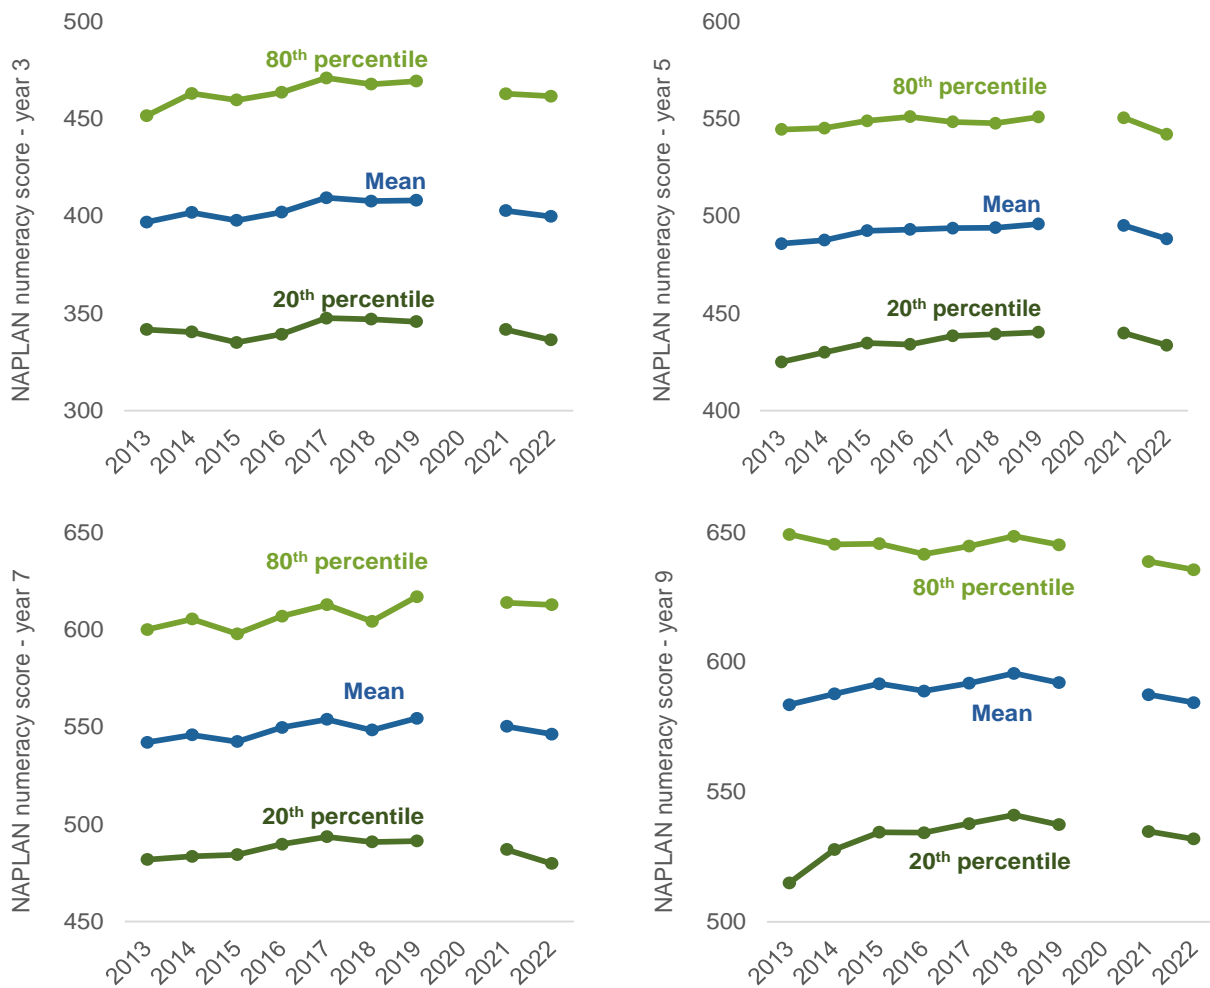 NAPLAN numeracy score - year 3
500
450
400
350
300
80th percentile
Mean
20th percentile
2013 2014 2015 2016 2017 2018 2019 2020 2021 2022
NAPLAN numeracy score - year 5
600
550
500
450
400
80th percentile
Mean
20th percentile
2013 2014 2015 2016 2017 2018 2019 2020 2021 2022
NAPLAN numeracy score - year 7
650
600
550
500
450
80th percentile
Mean
20th percentile
2013 2014 2015 2016 2017 2018 2019 2020 2021 2022
NAPLAN numeracy score - year 9
650
600
550
500
80th percentile
Mean
20th percentile
2013 2014 2015 2016 2017 2018 2019 2020 2021 2022